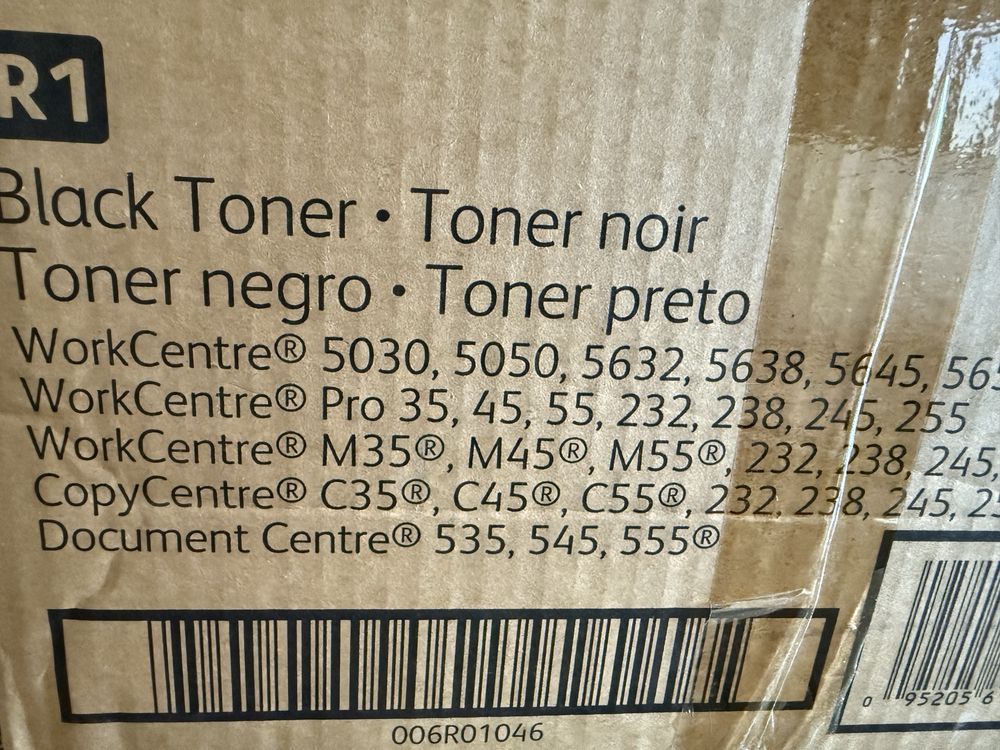 R1
Black Toner • Toner noir
Toner negro • Toner preto
WorkCentre® 5030, 5050, 5632, 5638, 5645,
WorkCentre® Pro 35, 45, 55, 232, 238, 245, 255
WorkCentre® M35®, M45®, M55®, 232, 238, 245,
CopyCentre® C35®, C45®, C55®, 232, 238, 245,
Document Centre® 535, 545, 555®
006R01046
0 95205 6